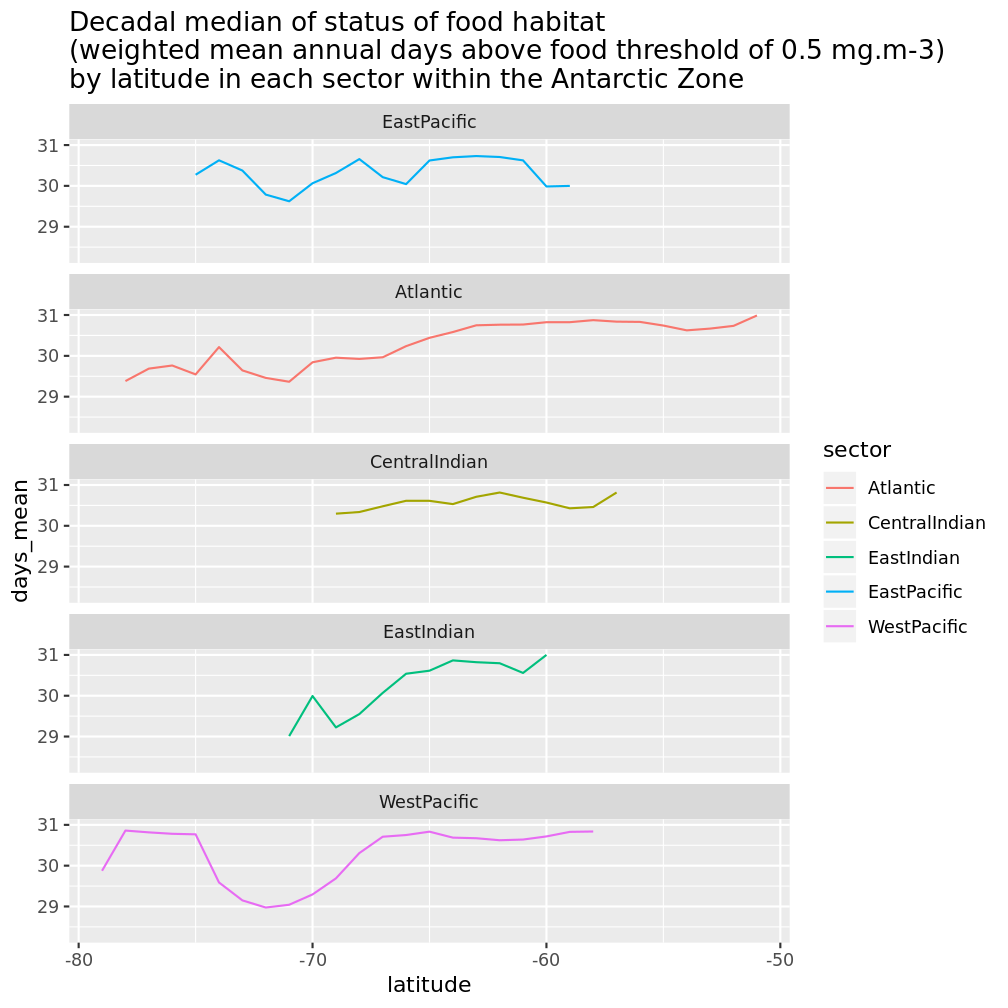 Decadal median of status of food habitat
(weighted mean annual days above food threshold of 0.5 mg.m-3)
by latitude in each sector within the Antarctic Zone
EastPacific
31
30
29
Atlantic
31
30
29
CentralIndian
31
30
29
EastIndian
31
30
29
WestPacific
31
30
29
-80
-70
-60
-50
latitude
days_mean
sector
Atlantic
CentralIndian
EastIndian
EastPacific
WestPacific